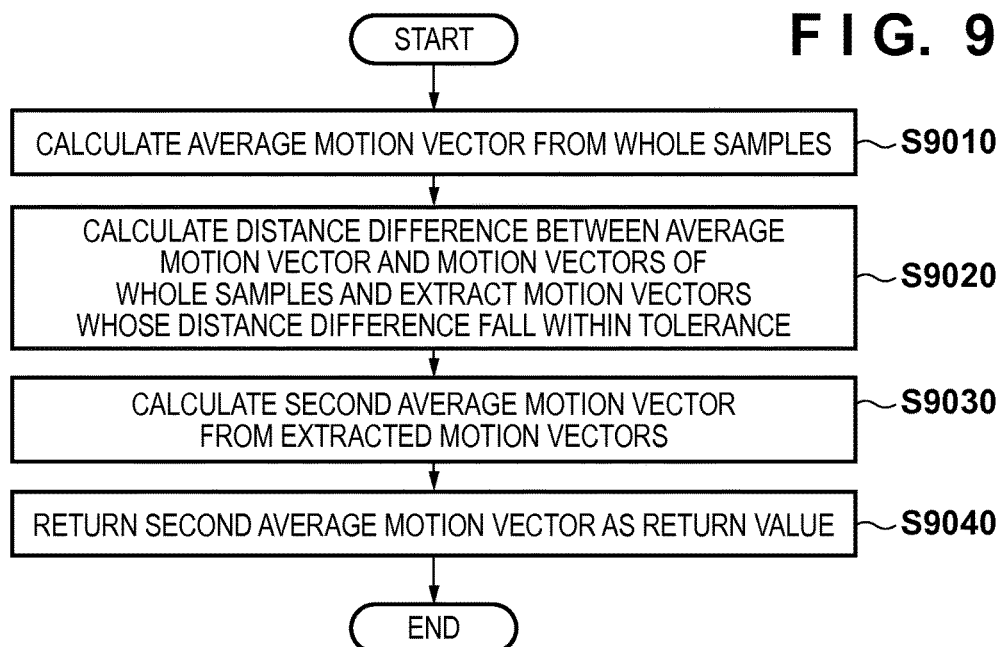 F I G. 9
START
CALCULATE AVERAGE MOTION VECTOR FROM WHOLE SAMPLES
S9010
CALCULATE DISTANCE DIFFERENCE BETWEEN AVERAGE
MOTION VECTOR AND MOTION VECTORS OF
WHOLE SAMPLES AND EXTRACT MOTION VECTORS
WHOSE DISTANCE DIFFERENCE FALL WITHIN TOLERANCE
S9020
CALCULATE SECOND AVERAGE MOTION VECTOR
FROM EXTRACTED MOTION VECTORS
S9030
RETURN SECOND AVERAGE MOTION VECTOR AS RETURN VALUE
S9040
END